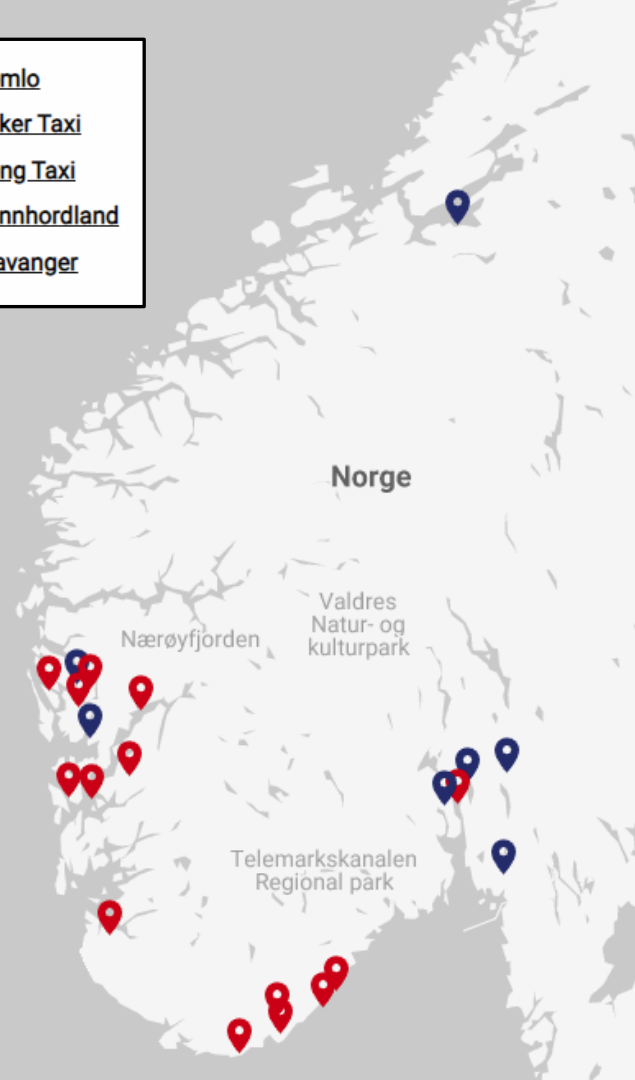 mlo
ker Taxi
ng Taxi
nnhordland
avanger
Norge
Valdres
Natur- og
kulturpark
Nærøyfjorden
Telemarkskanalen
Regional park